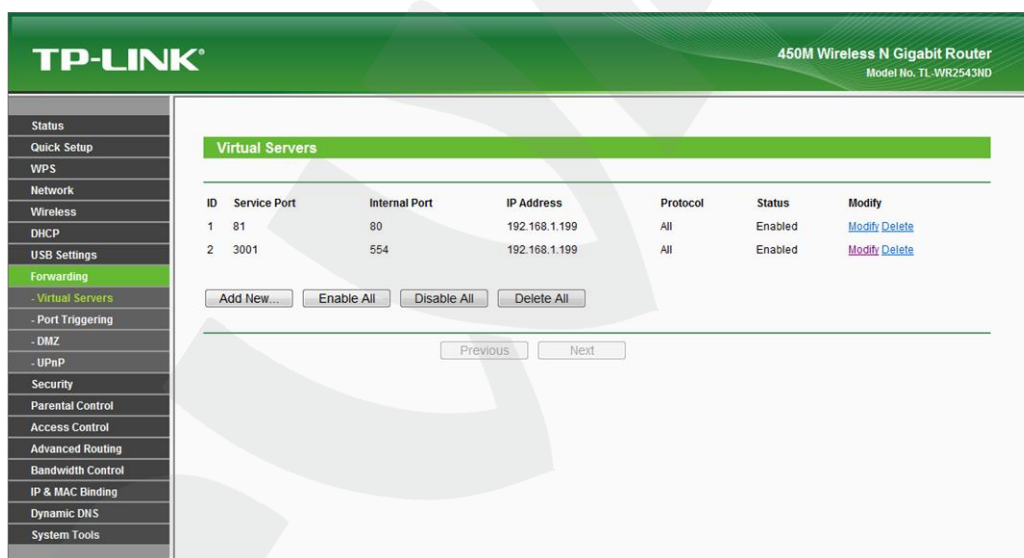 TP-LINK®
450M Wireless N Gigabit Router
Model No. TL-WR2543ND
Status
Quick Setup
WPS
Network
Wireless
DHCP
USB Settings
Forwarding
- Virtual Servers
- Port Triggering
- DMZ
- UPnP
Security
Parental Control
Access Control
Advanced Routing
Bandwidth Control
IP & MAC Binding
Dynamic DNS
System Tools
Virtual Servers
ID Service Port Internal Port IP Address Protocol Status Modify
1 81 80 192.168.1.199 All Enabled Modify Delete
2 3001 554 192.168.1.199 All Enabled Modify Delete
Add New... Enable All Disable All Delete All
Previous Next